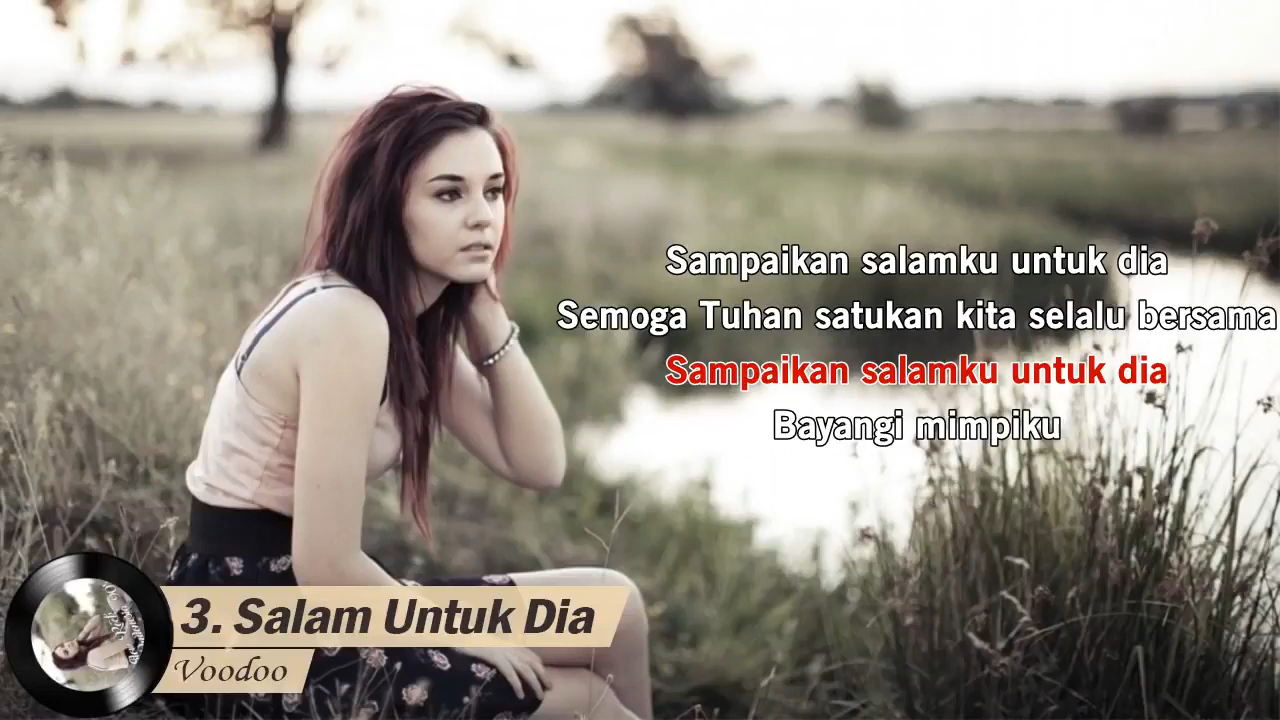 Sampaikan salamku untuk dia
Semoga Tuhan satukan kita selalu bersama
Sampaikan salamku untuk dia
Bayangi mimpiku
3. Salam Untuk Dia
Voodoo